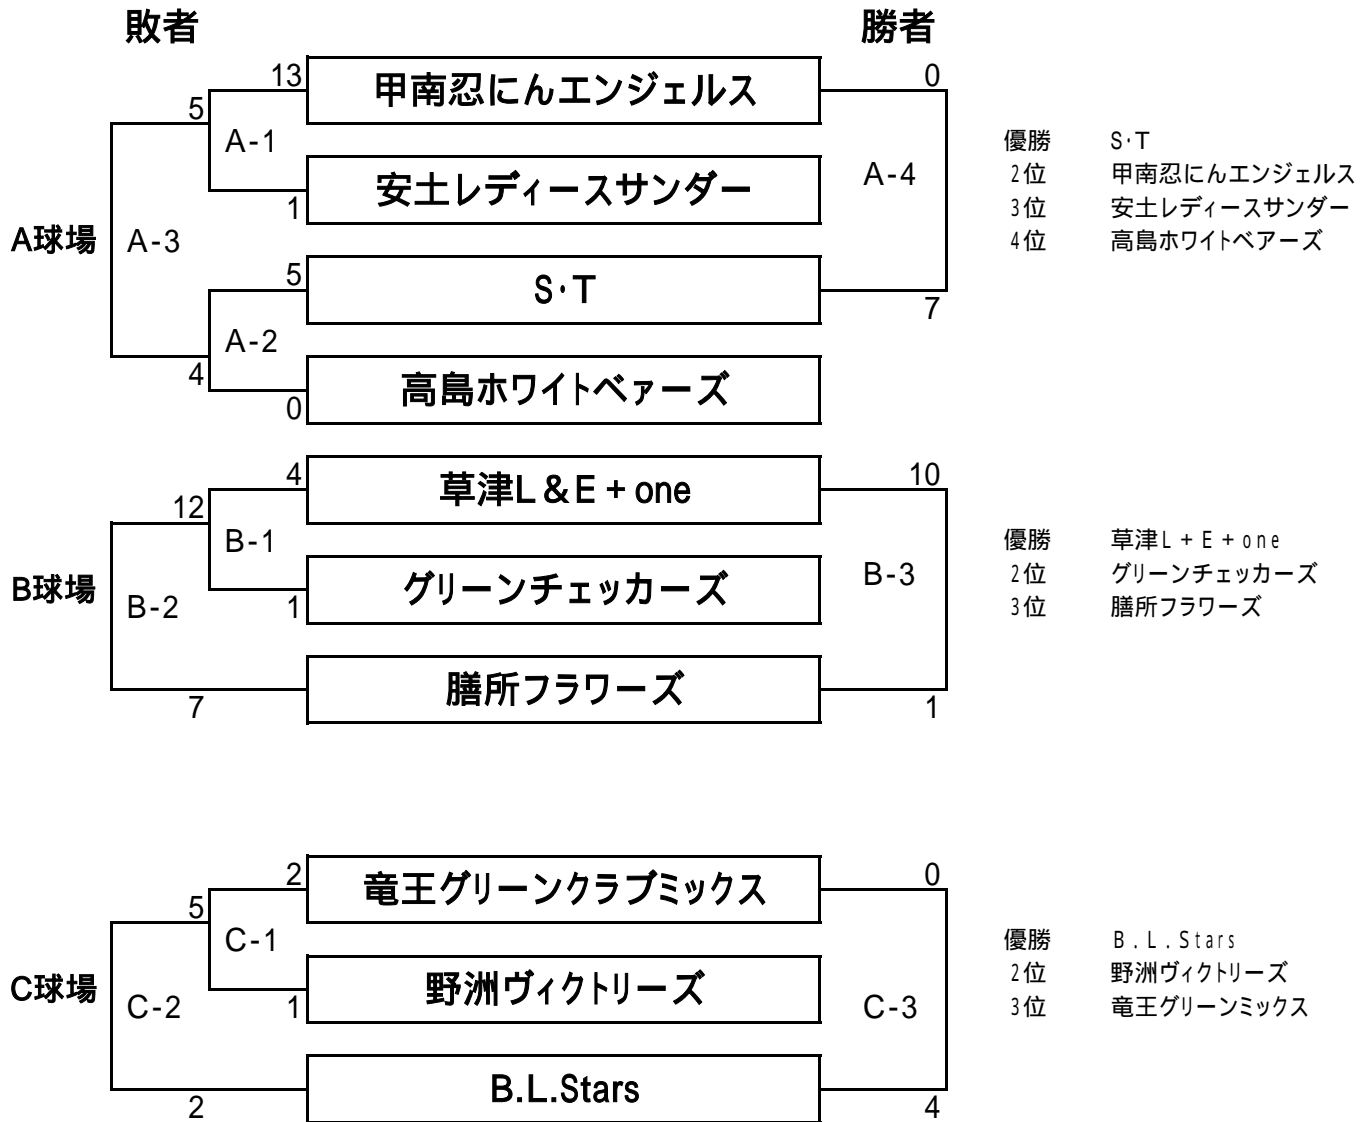 敗者 勝者
13 甲南忍にんエンジェルス 0
5
A-1
安土レディースサンダー
1
A-4
A球場 A-3
5 S・T 7
A-2
4
高島ホワイトベァーズ
0
優勝 S・T
2位 甲南忍にんエンジェルス
3位 安土レディースサンダー
4位 高島ホワイトベアーズ
4 草津L&E+one 10
12
B-1
グリーンチェッカーズ
1
B-3
B球場 B-2
膳所フラワーズ
7 1
優勝 草津L+E+one
2位 グリーンチェッカーズ
3位 膳所フラワーズ
2 竜王グリーンクラブミックス 0
5
C-1
野洲ヴィクトリーズ
1
C-3
C球場 C-2
B.L.Stars
2 4
優勝 B.L.Stars
2位 野洲ヴィクトリーズ
3位 竜王グリーンミックス